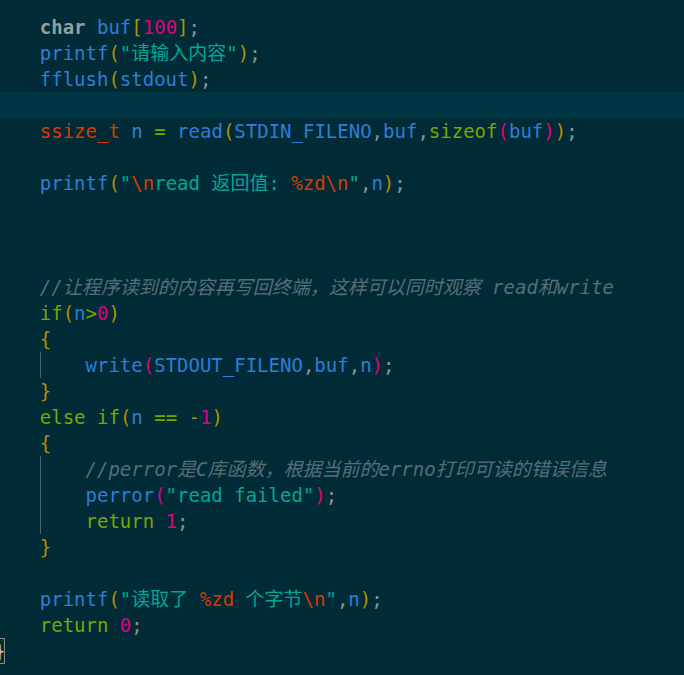 char buf[100];
printf("请输入内容");
fflush(stdout);
ssize_t n = read(STDIN_FILENO,buf,sizeof(buf));
printf("\nread 返回值: %zd\n",n);
//让程序读到的内容再写回终端，这样可以同时观察 read和write
if(n>0)
{
write(STDOUT_FILENO,buf,n);
}
else if(n == -1)
{
//perror是C库函数，根据当前的errno打印可读的错误信息
perror("read failed");
return 1;
}
printf("读取了 %zd 个字节\n",n);
return 0;
}